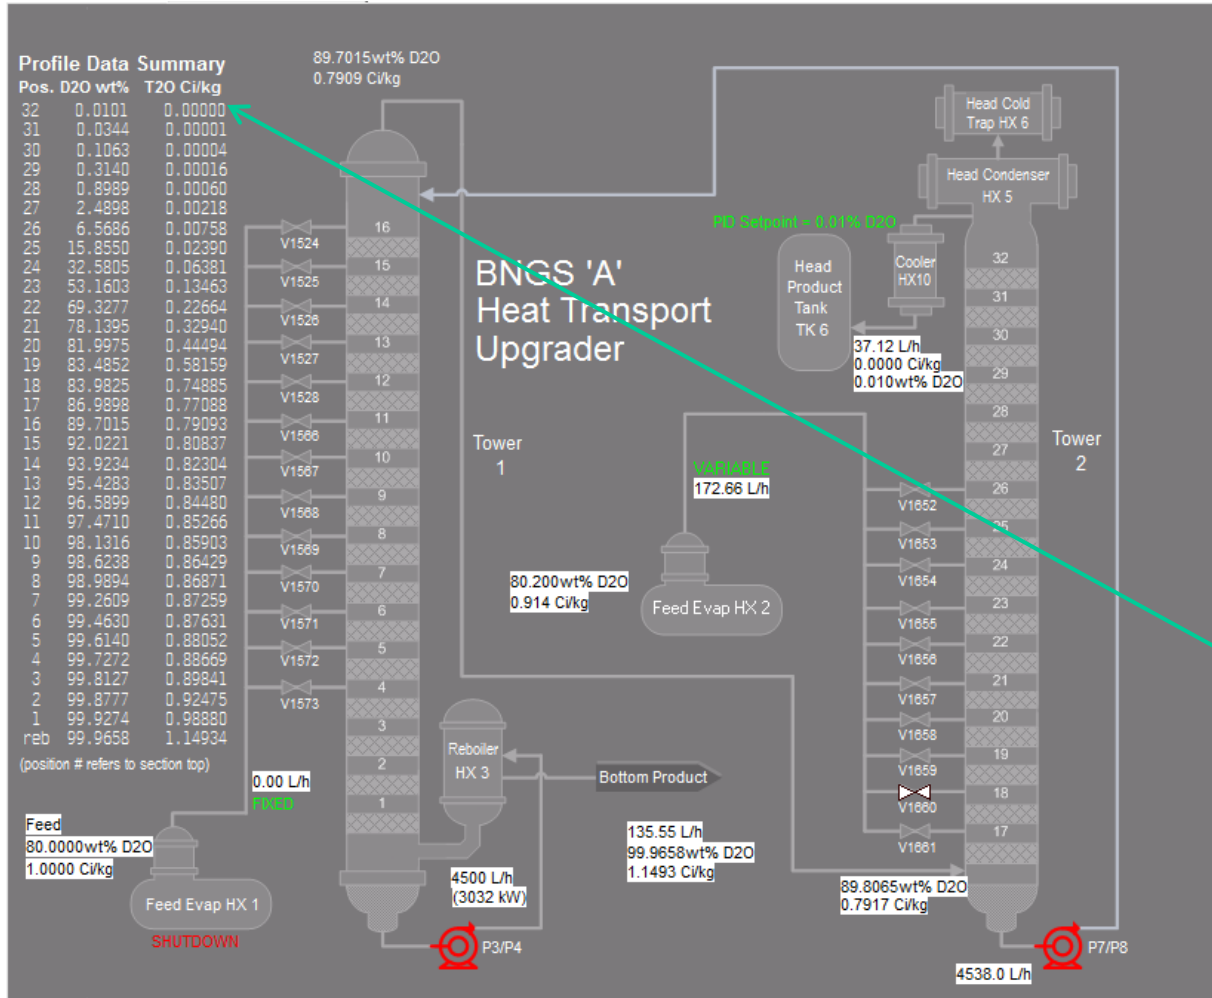 Profile Data Summary
Pos. D2O wt% T2O Ci/kg
32 0.0101 0.00000
31 0.0344 0.00001
30 0.1063 0.00004
29 0.3140 0.00016
28 0.8989 0.00060
27 2.4898 0.00218
26 6.5686 0.00758
25 15.8550 0.02390
24 32.5805 0.06381
23 53.1603 0.13463
22 69.3277 0.22664
21 78.1395 0.32940
20 81.9975 0.44494
19 83.4852 0.58159
18 83.9825 0.74885
17 86.9898 0.77088
16 89.7015 0.79093
15 92.0221 0.80837
14 93.9234 0.82304
13 95.4283 0.83507
12 96.5899 0.84480
11 97.4710 0.85266
10 98.1316 0.85903
9 98.6238 0.86429
8 98.9894 0.86871
7 99.2609 0.87259
6 99.4630 0.87631
5 99.6140 0.88052
4 99.7272 0.88669
3 99.8127 0.89841
2 99.8777 0.92475
1 99.9274 0.98880
reb 99.9658 1.14934
(position # refers to section top)
Feed
80.0000wt% D2O
1.0000 Ci/kg
Feed Evap HX 1
SHUTDOWN
0.00 L/h
FIXED
V1524
V1525
V1526
V1527
V1528
V1566
V1567
V1568
V1569
V1570
V1571
V1572
V1573
89.7015wt% D2O
0.7909 Ci/kg
16
15
14
13
12
11
10
9
8
7
6
5
4
3
2
1
BNGS 'A'
Heat Transport
Upgrader
Tower
1
Reboiler
HX 3
4500 L/h
(3032 kW)
P3/P4
Bottom Product
135.55 L/h
99.9658wt% D2O
1.1493 Ci/kg
80.200wt% D2O
0.914 Ci/kg
VARIABLE
172.66 L/h
Feed Evap HX 2
PID Setpoint = 0.01% D2O
Head
Product
Tank
TK 6
Cooler
HX10
37.12 L/h
0.0000 Ci/kg
0.010wt% D2O
Head Cold
Trap HX 6
Head Condenser
HX 5
V1652
V1653
V1654
V1655
V1656
V1657
V1658
V1659
V1660
V1661
32
31
30
29
28
27
26
25
24
23
22
21
20
19
18
17
Tower
2
89.8065wt% D2O
0.7917 Ci/kg
4538.0 L/h
P7/P8